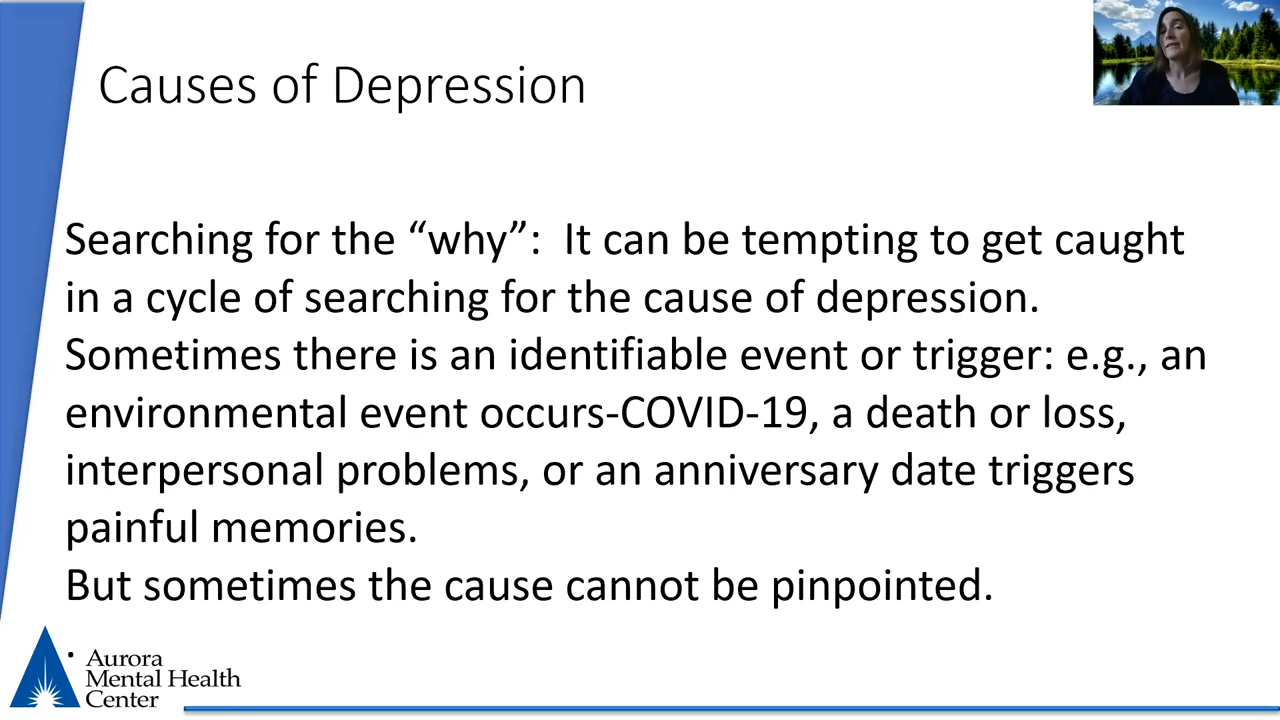 Causes of Depression
Searching for the “why”:  It can be tempting to get caught
in a cycle of searching for the cause of depression.
Sometimes there is an identifiable event or trigger: e.g., an
environmental event occurs-COVID-19, a death or loss,
interpersonal problems, or an anniversary date triggers
painful memories.
But sometimes the cause cannot be pinpointed.
Aurora
Mental Health
Center